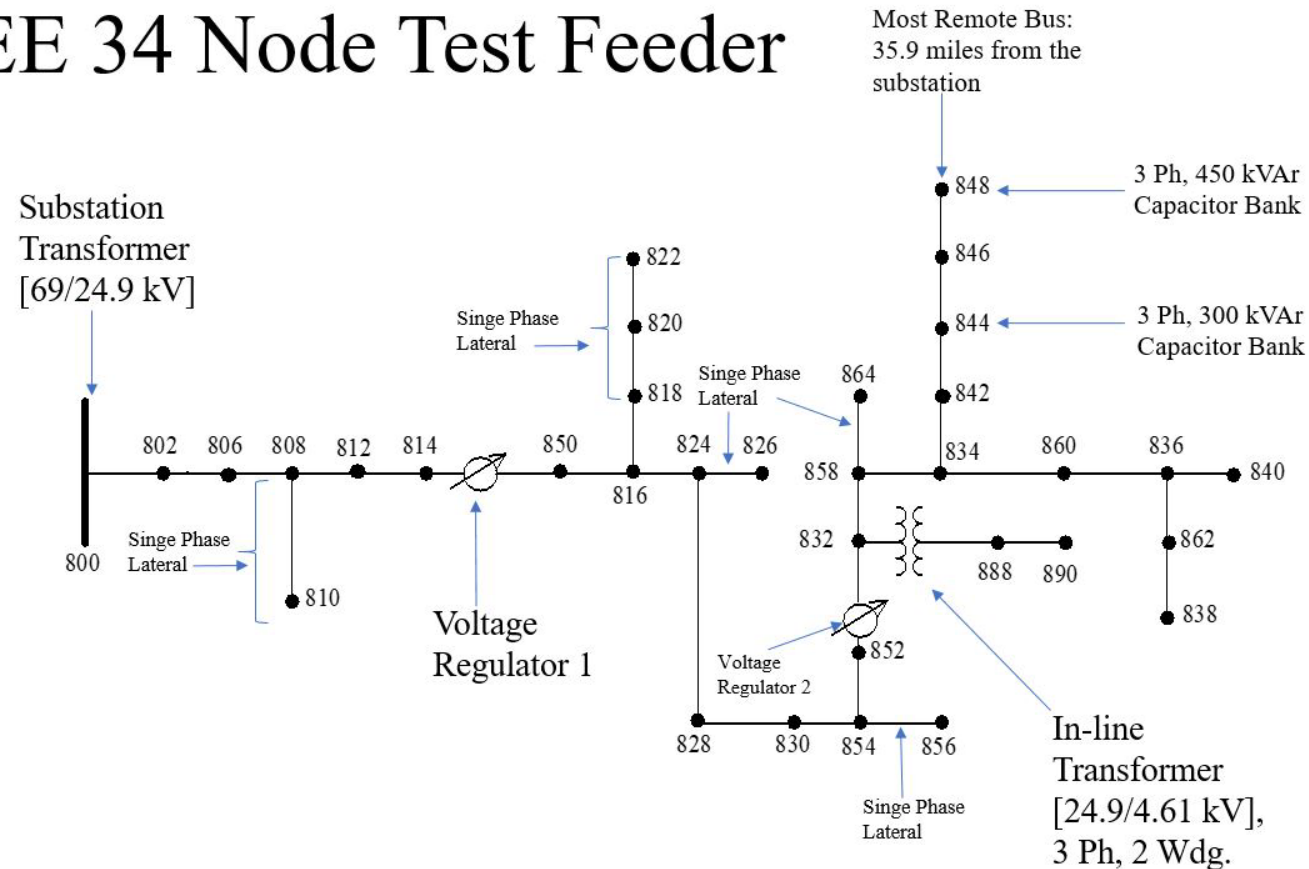 EE 34 Node Test Feeder
Most Remote Bus:
35.9 miles from the
substation
848
3 Ph, 450 kVAr
Capacitor Bank
Substation
Transformer
[69/24.9 kV]
822
846
Singe Phase
Lateral
820
844
3 Ph, 300 kVAr
Capacitor Bank
Singe Phase
Lateral
864
818
842
802
806
808
812
814
850
824
826
834
860
836
816
858
840
800
Singe Phase
Lateral
810
832
888
890
862
838
Voltage
Regulator 1
852
Voltage
Regulator 2
828
830
854
856
Singe Phase
Lateral
In-line
Transformer
[24.9/4.61 kV],
3 Ph, 2 Wdg.